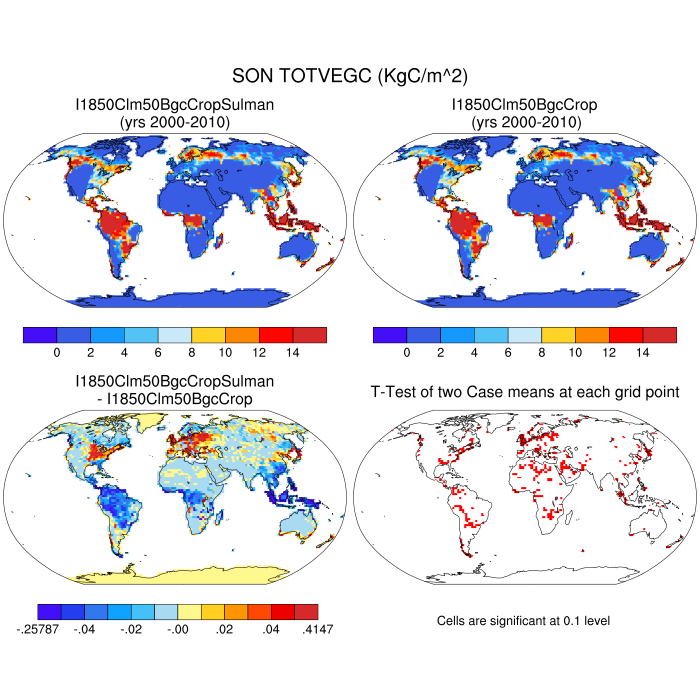 SON TOTVEGC (KgC/m^2)
I1850Clm50BgcCropSulman
(yrs 2000-2010)
I1850Clm50BgcCrop
(yrs 2000-2010)
0 2 4 6 8 10 12 14
0 2 4 6 8 10 12 14
I1850Clm50BgcCropSulman
- I1850Clm50BgcCrop
T-Test of two Case means at each grid point
-.25787 -.04 -.02 -.00 .02 .04 .4147
Cells are significant at 0.1 level